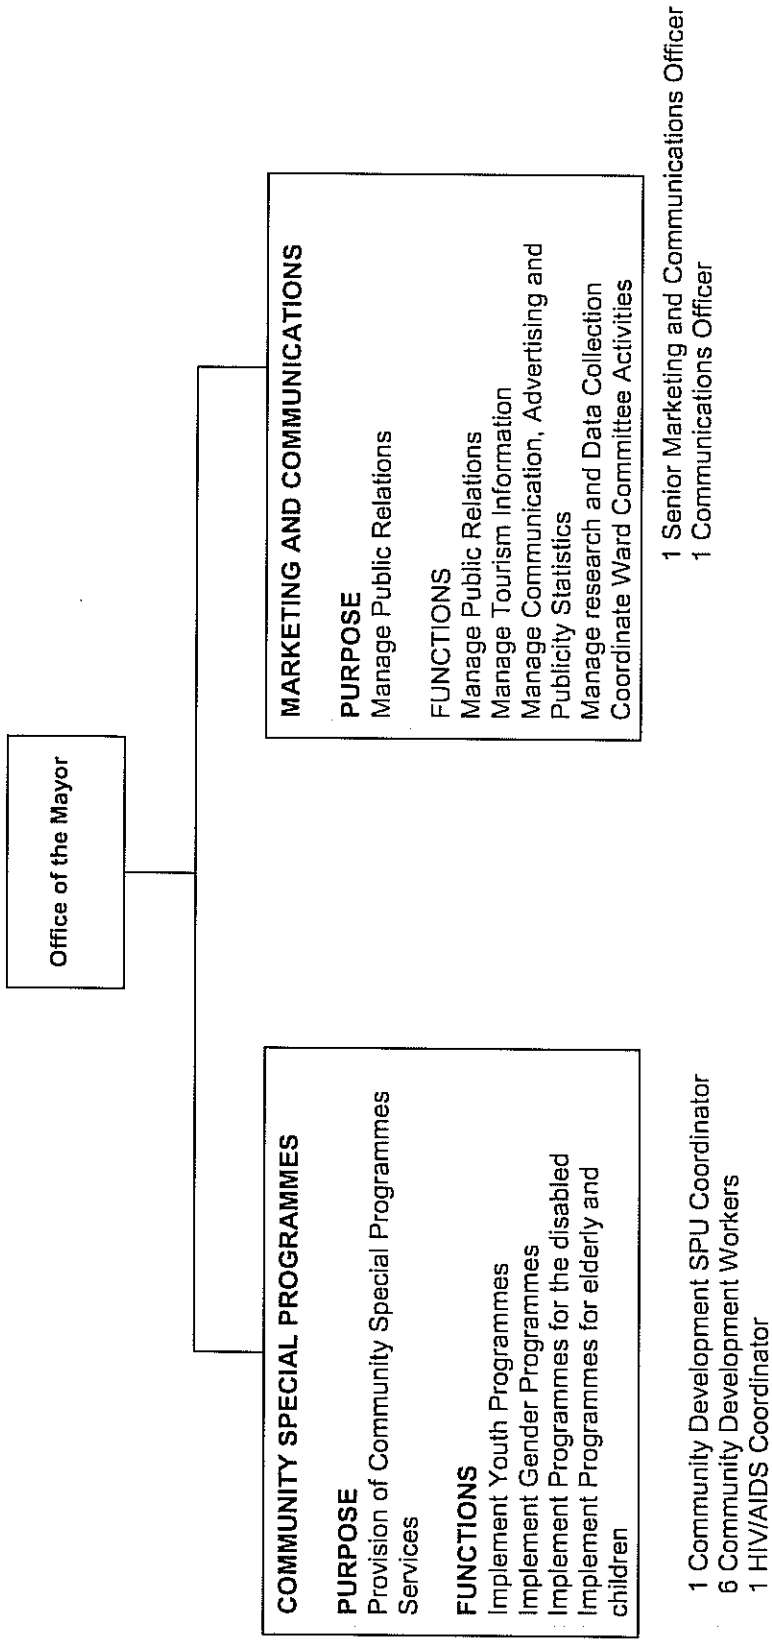 Office of the Mayor
COMMUNITY SPECIAL PROGRAMMES
PURPOSE
Provision of Community Special Programmes
Services
FUNCTIONS
Implement Youth Programmes
Implement Gender Programmes
Implement Programmes for the disabled
Implement Programmes for elderly and
children
1 Community Development SPU Coordinator
6 Community Development Workers
1 HIV/AIDS Coordinator
MARKETING AND COMMUNICATIONS
PURPOSE
Manage Public Relations
FUNCTIONS
Manage Public Relations
Manage Tourism Information
Manage Communication, Advertising and
Publicity Statistics
Manage research and Data Collection
Coordinate Ward Committee Activities
1 Senior Marketing and Communications Officer
1 Communications Officer